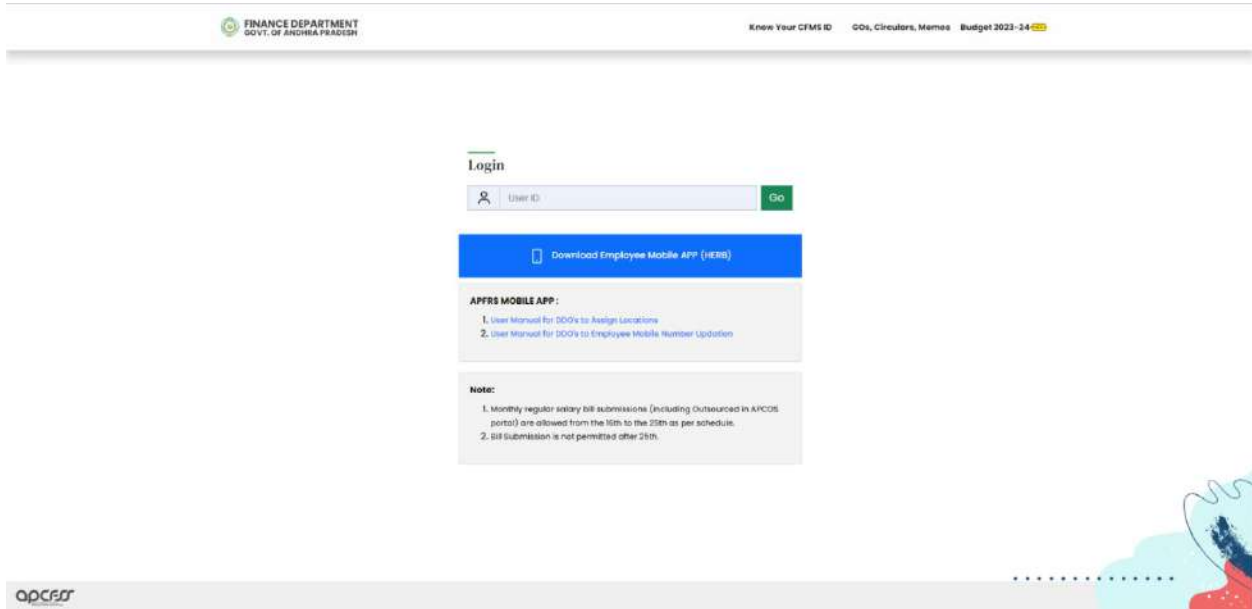 FINANCE DEPARTMENT
GOVT. OF ANDHRA PRADESH
Know Your CFMS ID GOs, Circulars, Memos Budget 2023-24
Login
User ID
Go
Download Employee Mobile APP (HERB)
APFRS MOBILE APP :
1. User Manual for DDO's to Assign Locations
2. User Manual for DDO's to Employee Mobile Number Updation
Note:
1. Monthly regular salary bill submissions (including Outsourced in APCOS
portal) are allowed from the 16th to the 25th as per schedule.
2. Bill Submission is not permitted after 25th.
apcfss